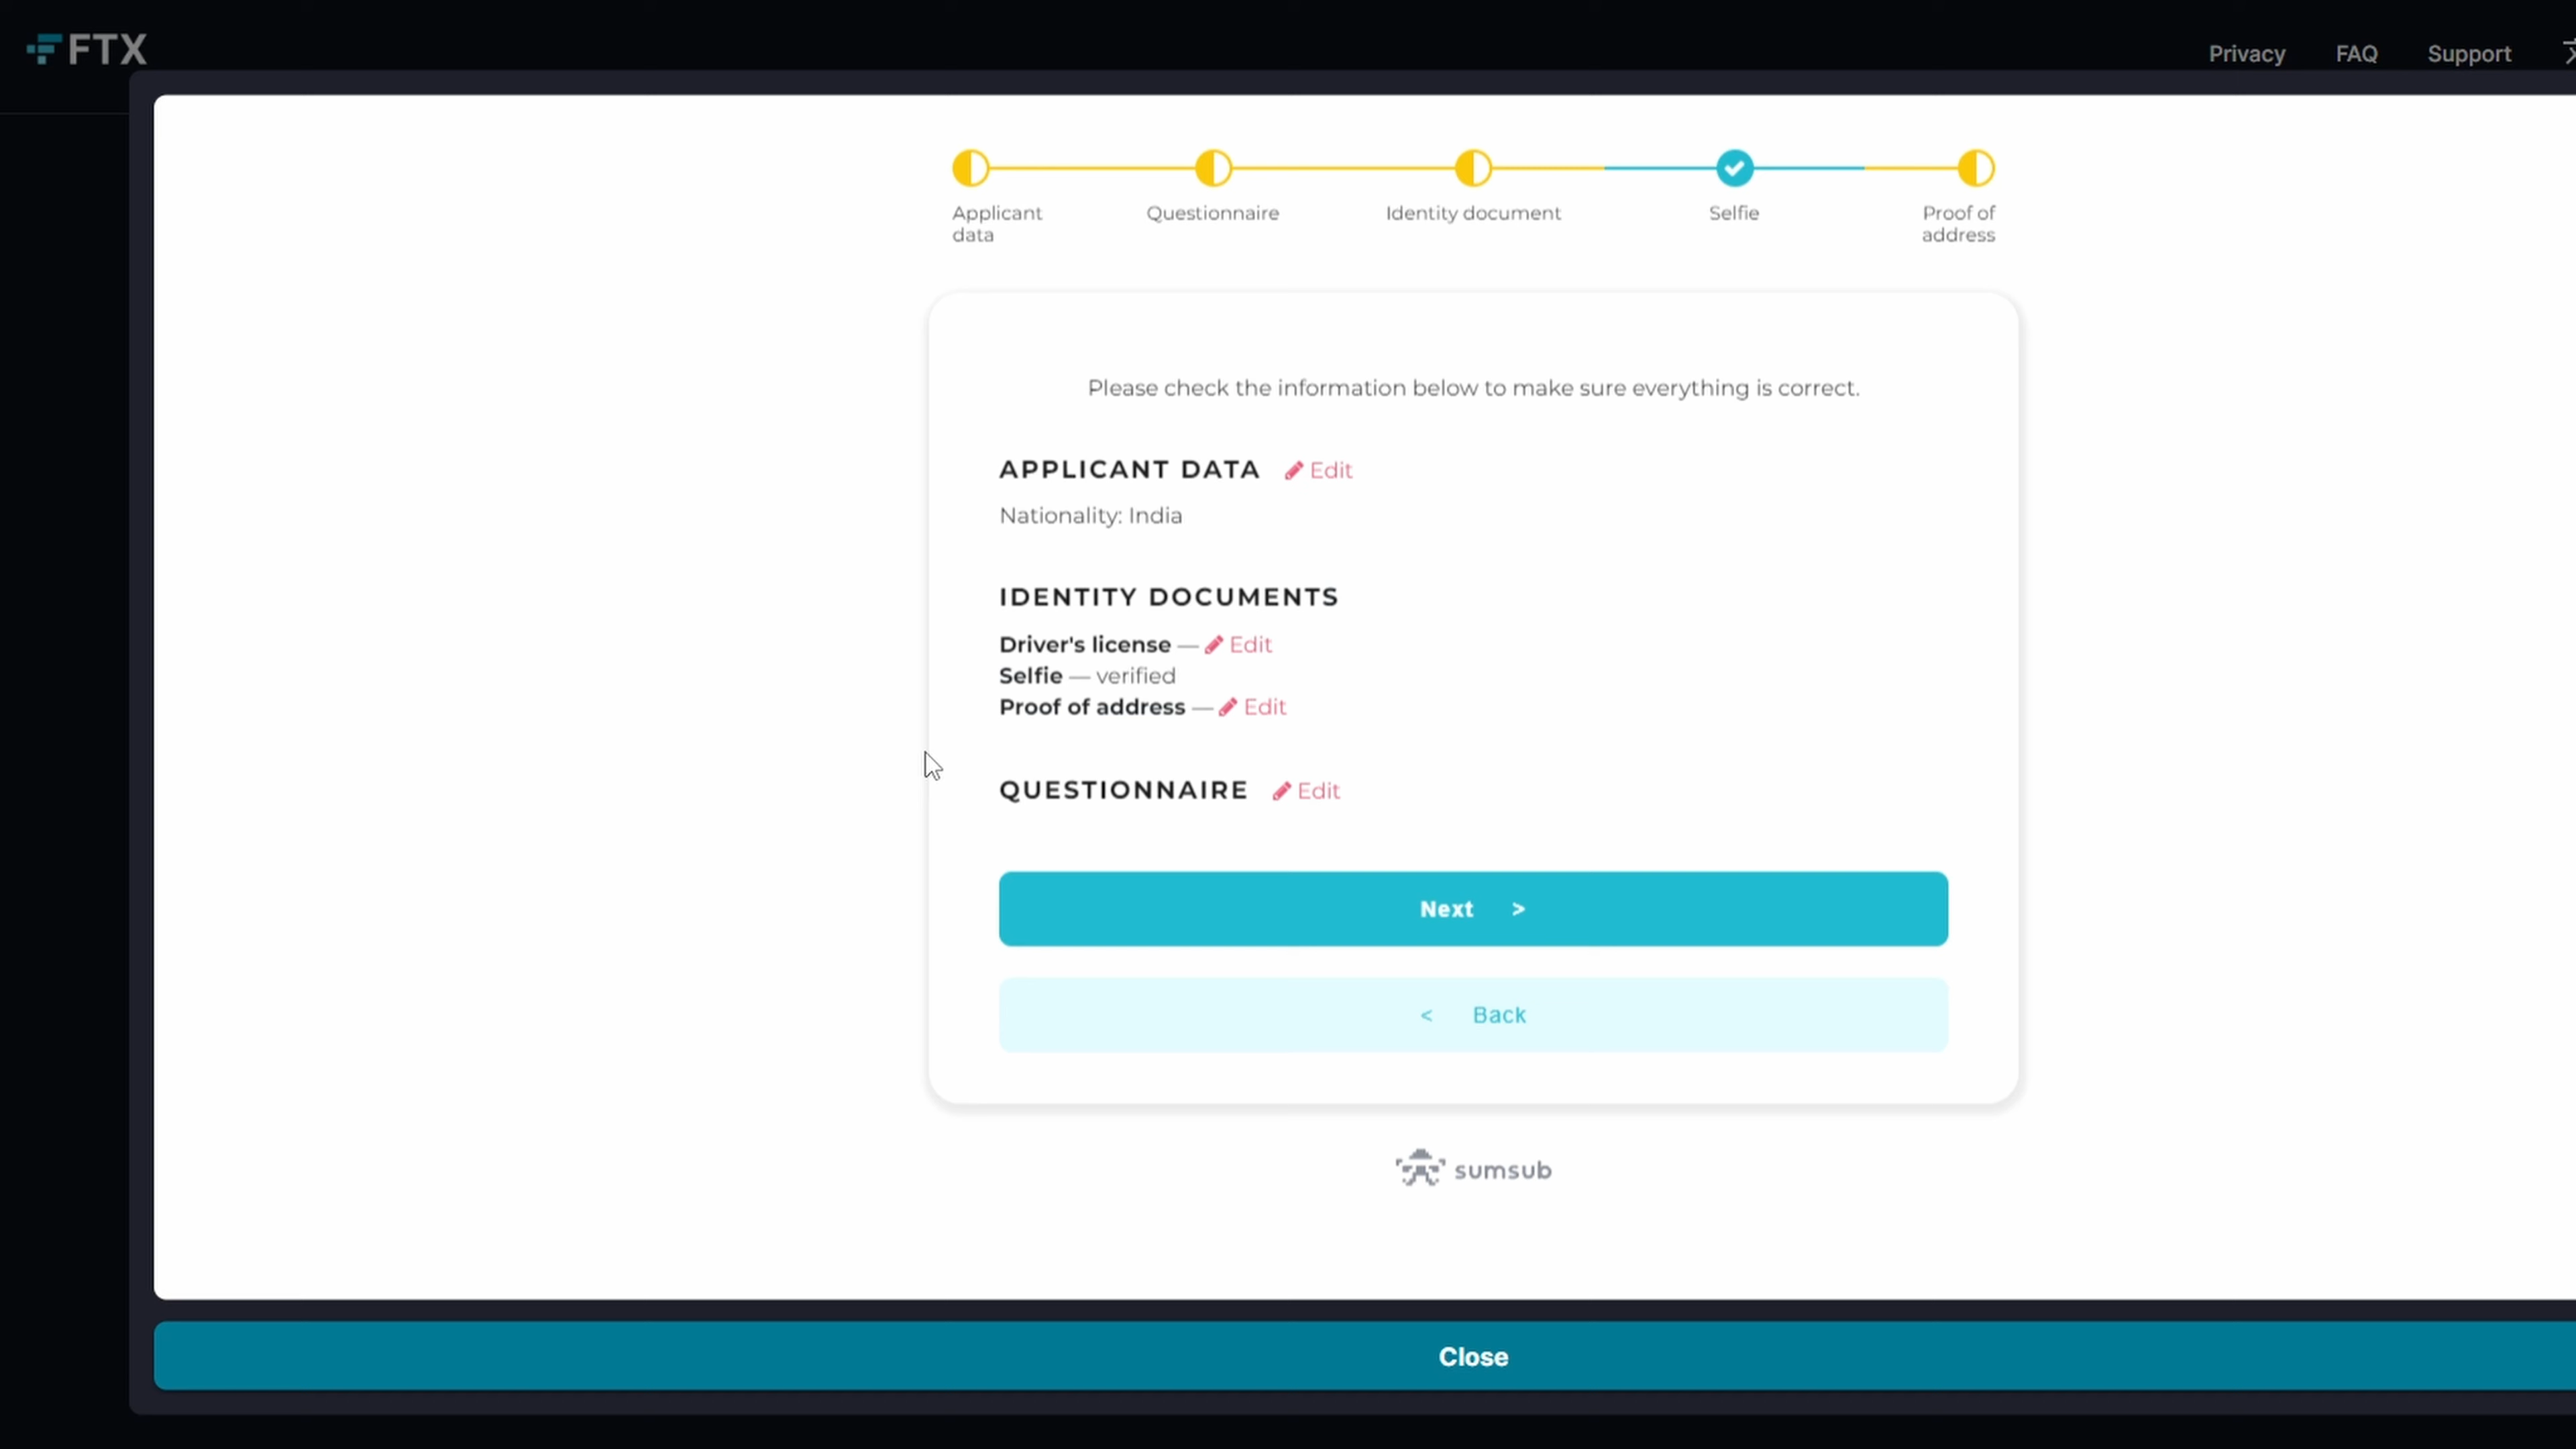 FTX
Privacy FAQ Support
Applicant data
Questionnaire
Identity document
Selfie
Proof of address
Please check the information below to make sure everything is correct.
APPLICANT DATA Edit
Nationality: India
IDENTITY DOCUMENTS
Driver's license — Edit
Selfie — verified
Proof of address — Edit
QUESTIONNAIRE Edit
Next >
< Back
sumsub
Close